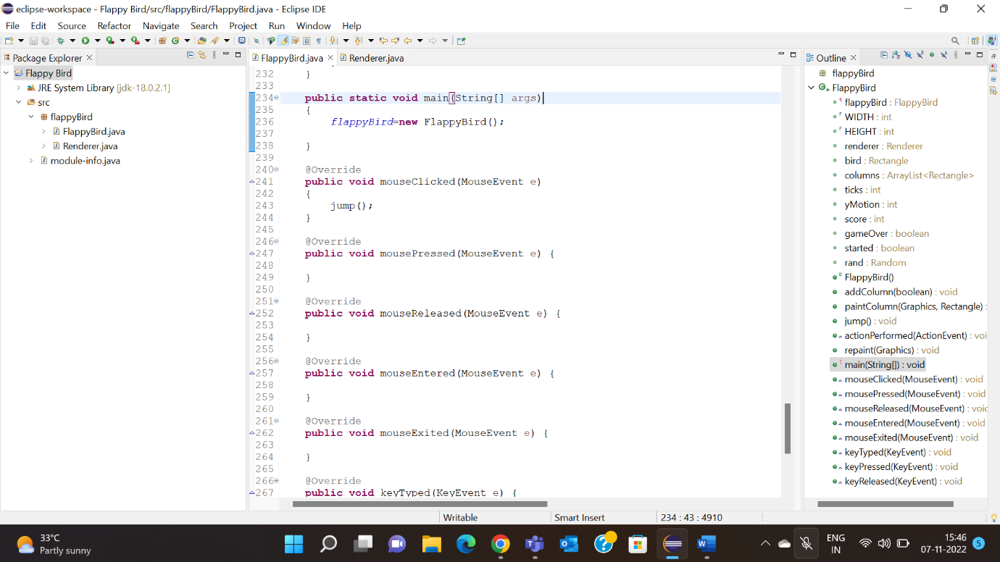 eclipse-workspace - Flappy Bird/src/flappyBird/FlappyBird.java - Eclipse IDE
File Edit Source Refactor Navigate Search Project Run Window Help
Package Explorer
Flappy Bird
JRE System Library [jdk-18.0.2.1]
src
flappyBird
FlappyBird.java
Renderer.java
module-info.java
FlappyBird.java Renderer.java
232 }
233
234 public static void main(String[] args)
235 {
236 flappyBird=new FlappyBird();
237
238 }
239
240 @Override
241 public void mouseClicked(MouseEvent e)
242 {
243 jump();
244 }
245
246 @Override
247 public void mousePressed(MouseEvent e) {
248
249 }
250
251 @Override
252 public void mouseReleased(MouseEvent e) {
253
254 }
255
256 @Override
257 public void mouseEntered(MouseEvent e) {
258
259 }
260
261 @Override
262 public void mouseExited(MouseEvent e) {
263
264 }
265
266 @Override
267 public void keyTyped(KeyEvent e) {
Outline
flappyBird
FlappyBird
flappyBird : FlappyBird
WIDTH : int
HEIGHT : int
renderer : Renderer
bird : Rectangle
columns : ArrayList<Rectangle>
ticks : int
yMotion : int
score : int
gameOver : boolean
started : boolean
rand : Random
FlappyBird()
addColumn(boolean) : void
paintColumn(Graphics, Rectangle) :
jump() : void
actionPerformed(ActionEvent) : voi
repaint(Graphics) : void
main(String[]) : void
mouseClicked(MouseEvent) : void
mousePressed(MouseEvent) : void
mouseReleased(MouseEvent) : voic
mouseEntered(MouseEvent) : void
mouseExited(MouseEvent) : void
keyTyped(KeyEvent) : void
keyPressed(KeyEvent) : void
keyReleased(KeyEvent) : void
Writable Smart Insert 234 : 43 : 4910
33°C
Partly sunny
ENG
IN
15:46
07-11-2022
5